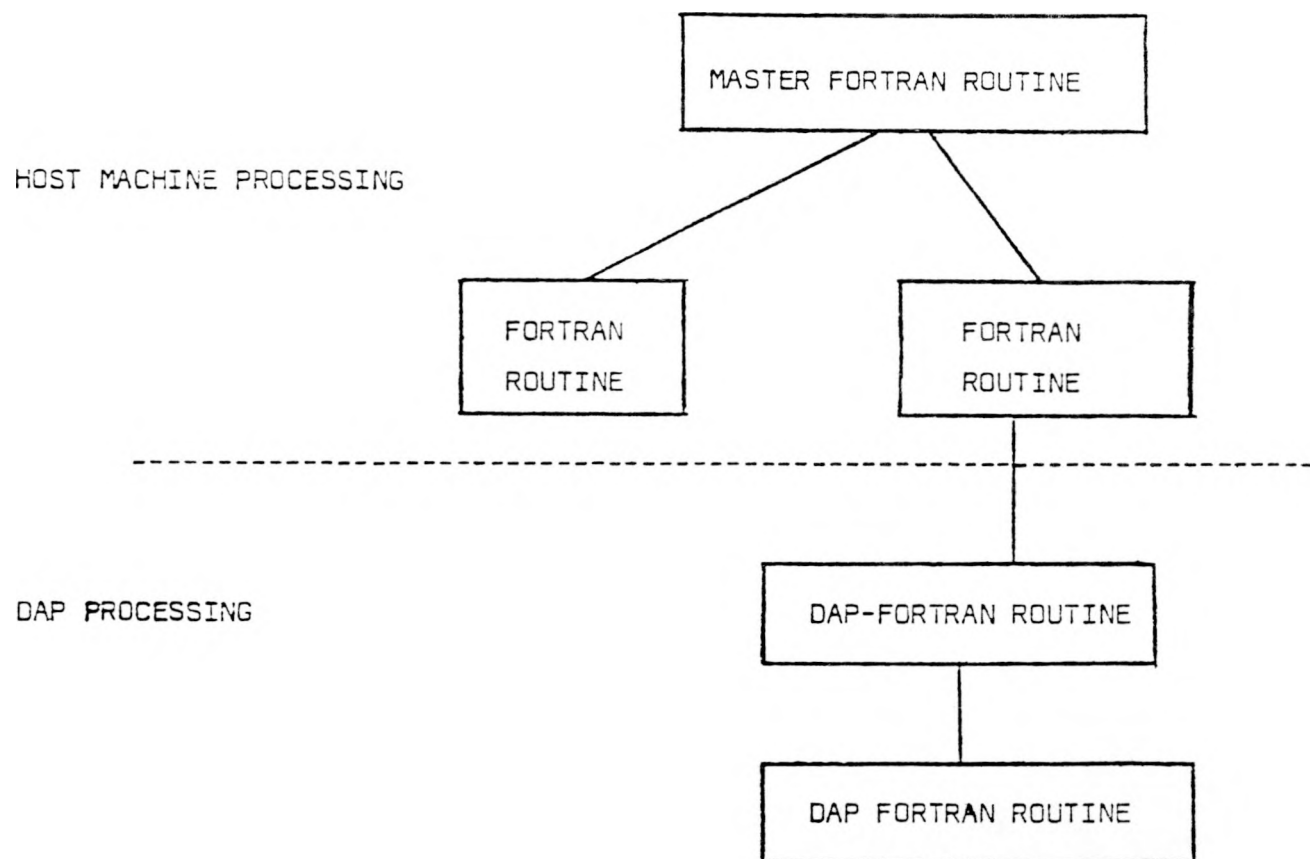 MASTER FORTRAN ROUTINE
HOST MACHINE PROCESSING
FORTRAN
ROUTINE
FORTRAN
ROUTINE
DAP PROCESSING
DAP-FORTRAN ROUTINE
DAP FORTRAN ROUTINE